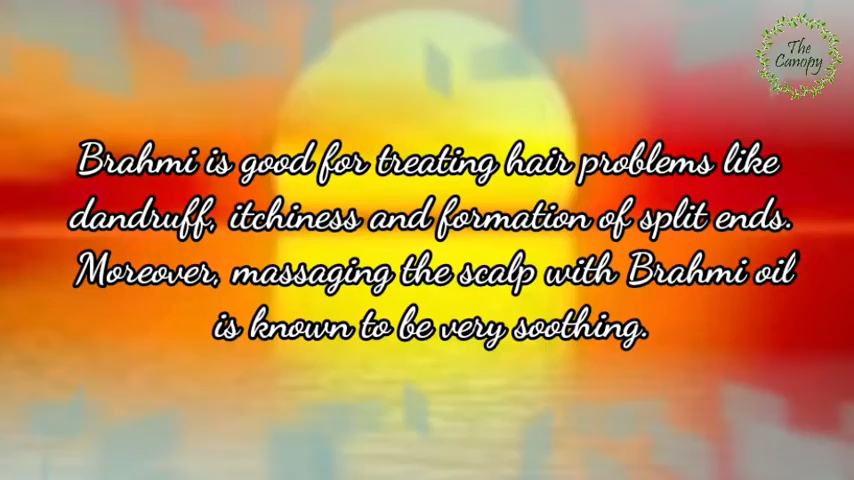 The
Canopy
Brahmi is good for treating hair problems like
dandruff, itchiness and formation of split ends.
Moreover, massaging the scalp with Brahmi oil
is known to be very soothing.